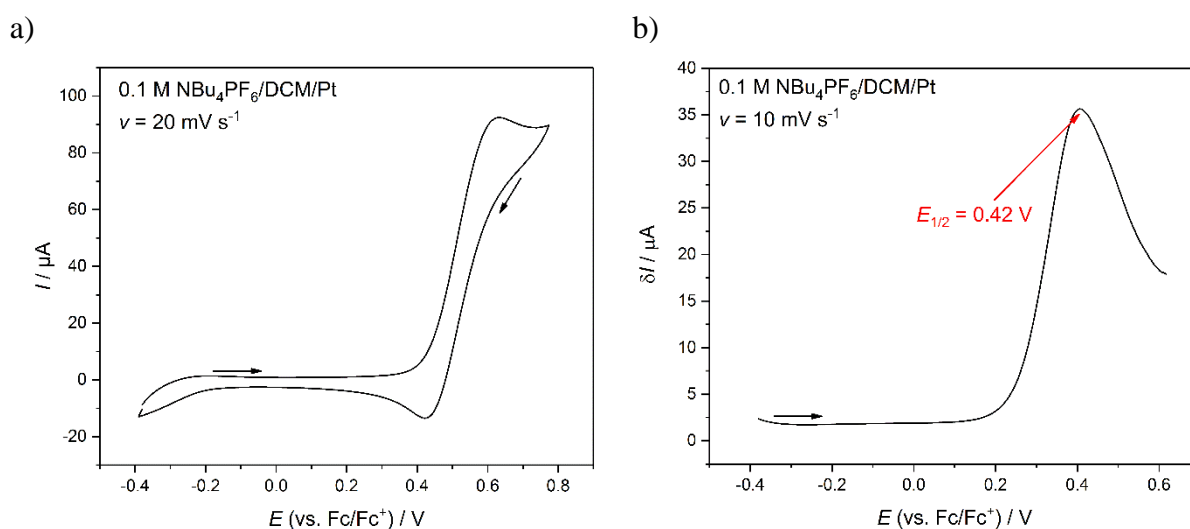 a)
0.1 M NBu₄PF₆/DCM/Pt
v = 20 mV s⁻¹
I / µA
100
80
60
40
20
0
-20
-0.4 -0.2 0.0 0.2 0.4 0.6 0.8
E (vs. Fc/Fc⁺) / V
b)
0.1 M NBu₄PF₆/DCM/Pt
v = 10 mV s⁻¹
E₁/₂ = 0.42 V
δI / µA
40
35
30
25
20
15
10
5
0
-0.4 -0.2 0.0 0.2 0.4 0.6
E (vs. Fc/Fc⁺) / V